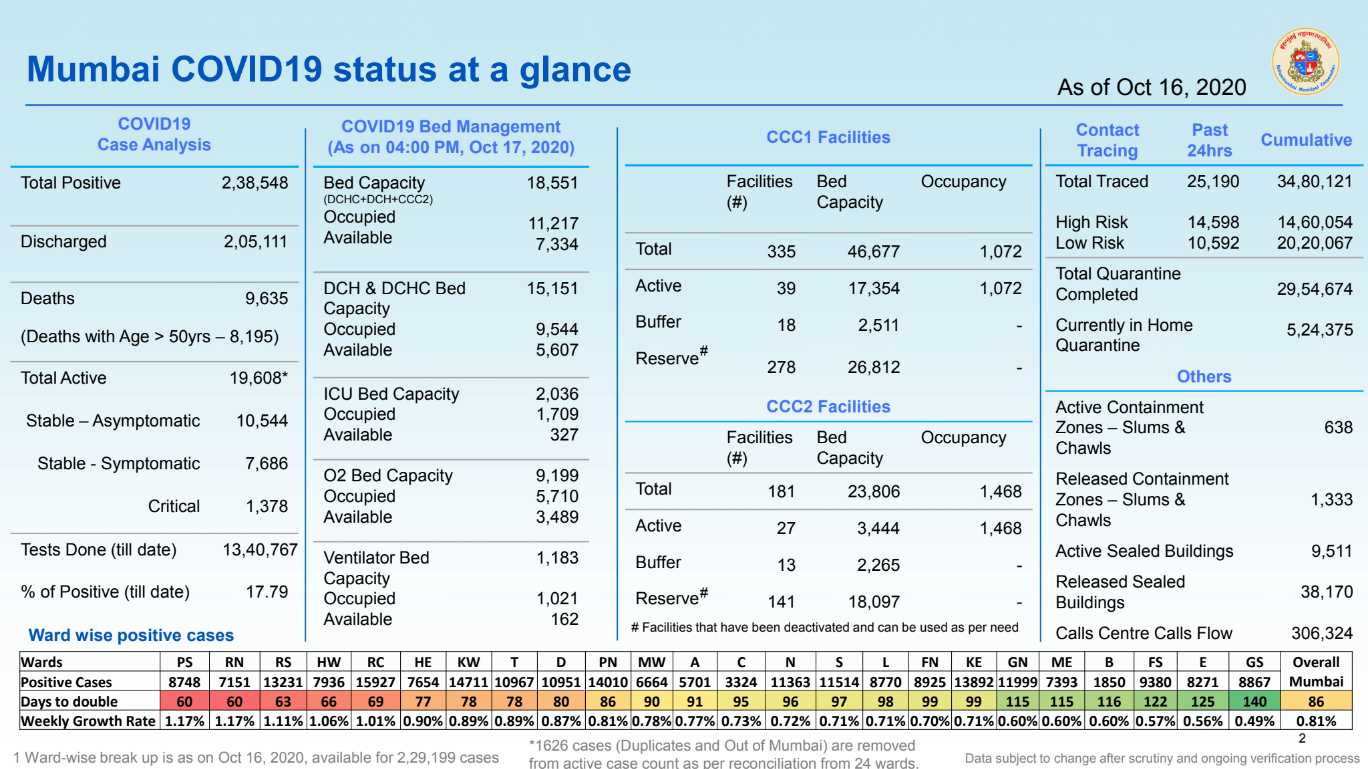 Mumbai COVID19 status at a glance
As of Oct 16, 2020
COVID19
Case Analysis
Total Positive 2,38,548
Discharged 2,05,111
Deaths 9,635
(Deaths with Age > 50yrs – 8,195)
Total Active 19,608*
Stable – Asymptomatic 10,544
Stable - Symptomatic 7,686
Critical 1,378
Tests Done (till date) 13,40,767
% of Positive (till date) 17.79
COVID19 Bed Management
(As on 04:00 PM, Oct 17, 2020)
Bed Capacity 18,551
(DCHC+DCH+CCC2)
Occupied 11,217
Available 7,334
DCH & DCHC Bed 15,151
Capacity
Occupied 9,544
Available 5,607
ICU Bed Capacity 2,036
Occupied 1,709
Available 327
O2 Bed Capacity 9,199
Occupied 5,710
Available 3,489
Ventilator Bed 1,183
Capacity
Occupied 1,021
Available 162
CCC1 Facilities
Facilities Bed Occupancy
(#) Capacity
Total 335 46,677 1,072
Active 39 17,354 1,072
Buffer 18 2,511 -
Reserve# 278 26,812 -
CCC2 Facilities
Facilities Bed Occupancy
(#) Capacity
Total 181 23,806 1,468
Active 27 3,444 1,468
Buffer 13 2,265 -
Reserve# 141 18,097 -
# Facilities that have been deactivated and can be used as per need
Contact Past Cumulative
Tracing 24hrs
Total Traced 25,190 34,80,121
High Risk 14,598 14,60,054
Low Risk 10,592 20,20,067
Total Quarantine
Completed 29,54,674
Currently in Home 5,24,375
Quarantine
Others
Active Containment
Zones – Slums & 638
Chawls
Released Containment
Zones – Slums & 1,333
Chawls
Active Sealed Buildings 9,511
Released Sealed 38,170
Buildings
Calls Centre Calls Flow 306,324
Ward wise positive cases
Wards PS RN RS HW RC HE KW T D PN MW A C N S L FN KE GN ME B FS E GS Overall
Positive Cases 8748 7151 13231 7936 15927 7654 14711 10967 10951 14010 6664 5701 3324 11363 11514 8770 8925 13892 11999 7393 1850 9380 8271 8867 Mumbai
Days to double 60 60 63 66 69 77 78 78 80 86 90 91 95 96 97 98 99 99 115 115 116 122 125 140 86
Weekly Growth Rate 1.17% 1.17% 1.11% 1.06% 1.01% 0.90% 0.89% 0.89% 0.87% 0.81% 0.78% 0.77% 0.73% 0.72% 0.71% 0.71% 0.70% 0.71% 0.60% 0.60% 0.60% 0.57% 0.56% 0.49% 0.81%
2
1 Ward-wise break up is as on Oct 16, 2020, available for 2,29,199 cases
*1626 cases (Duplicates and Out of Mumbai) are removed
from active case count as per reconciliation from 24 wards.
Data subject to change after scrutiny and ongoing verification process